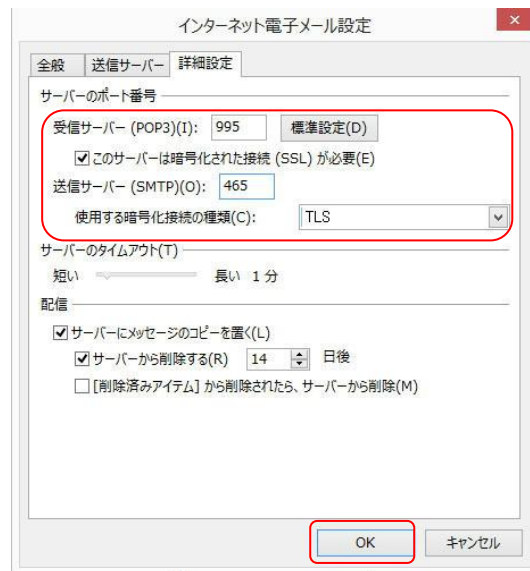 インターネット電子メール設定
全般 送信サーバー 詳細設定
サーバーのポート番号
受信サーバー (POP3)(I): 995 標準設定(D)
このサーバーは暗号化された接続 (SSL) が必要(E)
送信サーバー (SMTP)(O): 465
使用する暗号化接続の種類(C): TLS
サーバーのタイムアウト(T)
短い 長い 1 分
配信
サーバーにメッセージのコピーを置く(L)
サーバーから削除する(R) 14 日後
[削除済みアイテム] から削除されたら、サーバーから削除(M)
OK キャンセル